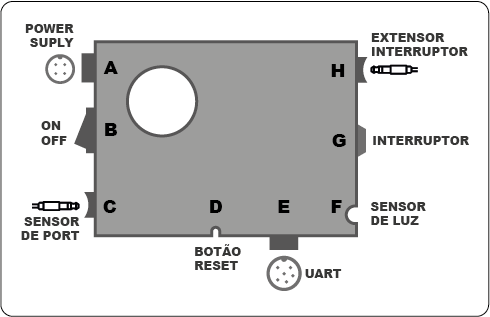 POWER
SUPLY
A
ON
OFF
B
SENSOR
DE PORT
C
D
BOTÃO
RESET
E
UART
F
SENSOR
DE LUZ
G
INTERRUPTOR
H
EXTENSOR
INTERRUPTOR